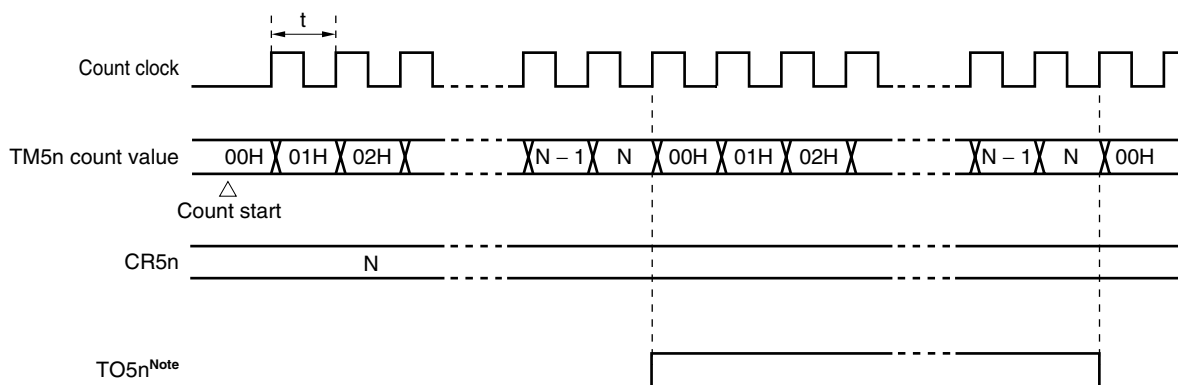 t
Count clock
TM5n count value 00H 01H 02H N – 1 N 00H 01H 02H N – 1 N 00H
Count start
CR5n N
TO5nNote